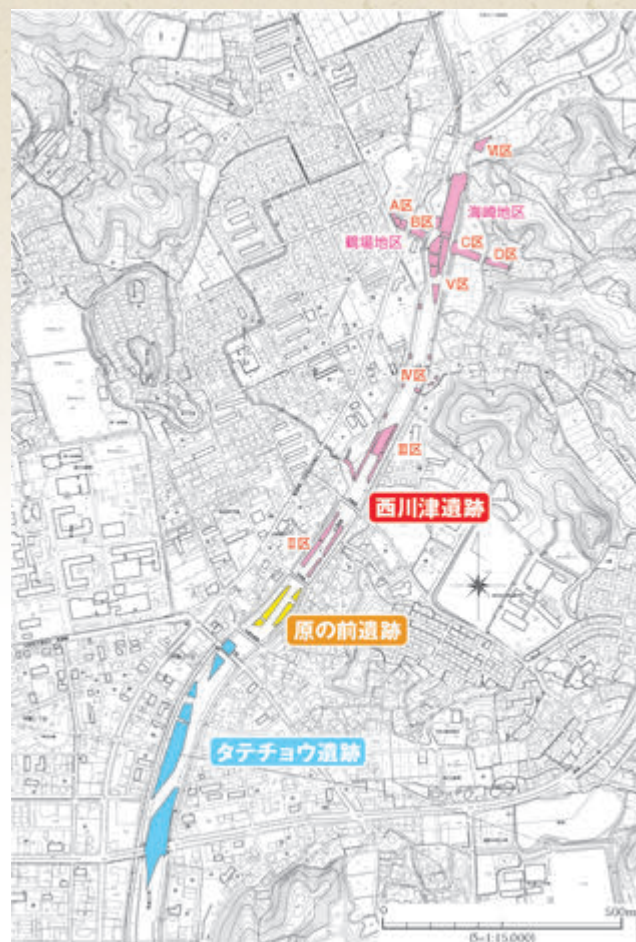 Ⅵ区
A区
B区
海崎地区
鶴場地区
C区
D区
Ⅴ区
Ⅳ区
Ⅲ区
西川津遺跡
Ⅱ区
原の前遺跡
タテチョウ遺跡
0
500m
(S=1:15,000)